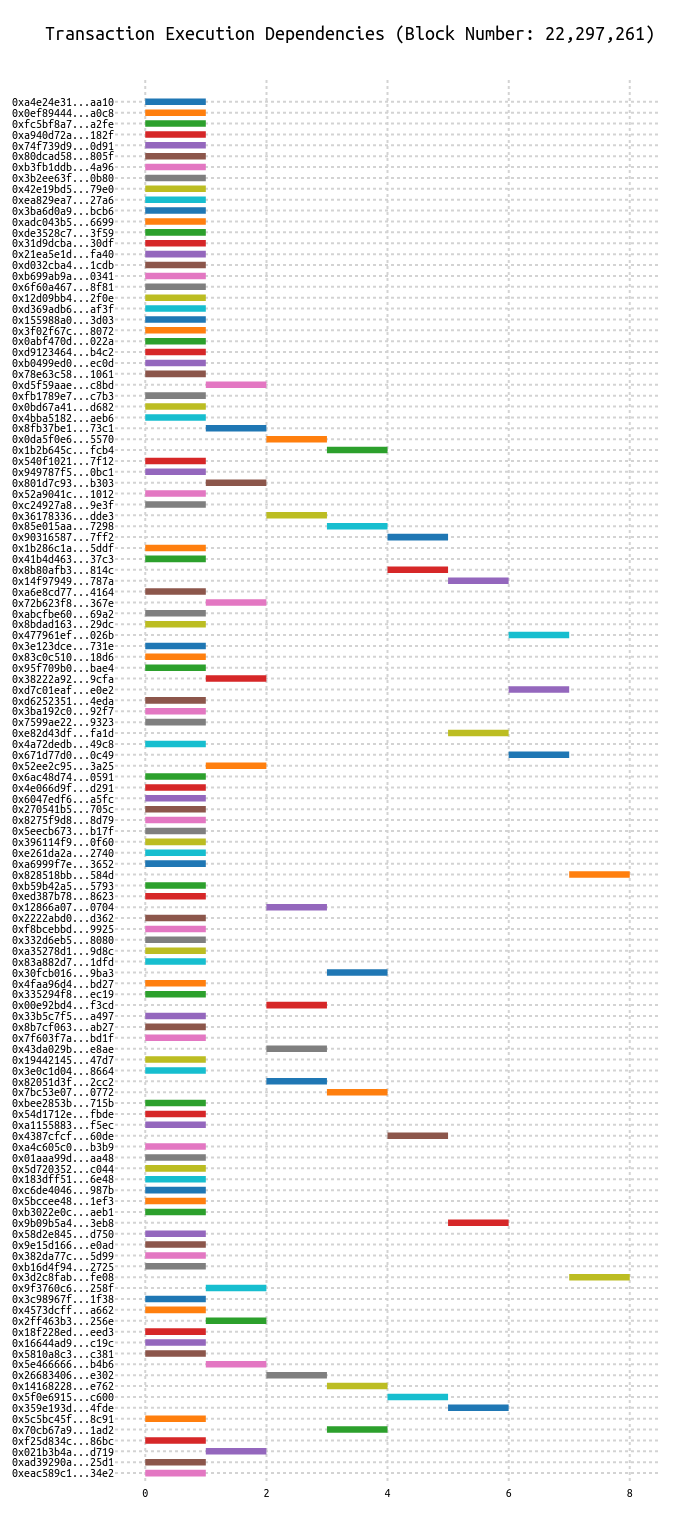 Transaction Execution Dependencies (Block Number: 22,297,261)
0xa4e24e31...aa10
0x0ef89444...a0c8
0xfc5bf8a7...a2fe
0xa940d72a...182f
0x74f739d9...0d91
0x80dcad58...805f
0xb3fb1ddb...4a96
0x3b2ee63f...0b80
0x42e19bd5...79e0
0xea829ea7...27a6
0x3ba6d0a9...bcb6
0xadc043b5...6699
0xde3528c7...3f59
0x31d9dcba...30df
0x21ea5e1d...fa40
0xd032cba4...1cdb
0xb699ab9a...0341
0x6f60a467...8f81
0x12d09bb4...2f0e
0xd369adb6...af3f
0x155988a0...3d03
0x3f02f67c...8072
0x0abf470d...022a
0xd9123464...b4c2
0xb0499ed0...ec0d
0x78e63c58...1061
0xd5f59aae...c8bd
0xfb1789e7...c7b3
0x0bd67a41...d682
0x4bba5182...aeb6
0x8fb37be1...73c1
0x0da5f0e6...5570
0x1b2b645c...fcb4
0x540f1021...7f12
0x949787f5...0bc1
0x801d7c93...b303
0x52a9041c...1012
0xc24927a8...9e3f
0x36178336...dde3
0x85e015aa...7298
0x90316587...7ff2
0x1b286c1a...5ddf
0x41b4d463...37c3
0x8b80afb3...814c
0x14f97949...787a
0xa6e8cd77...4164
0x72b623f8...367e
0xabcfbe60...69a2
0x8bdad163...29dc
0x477961ef...026b
0x3e123dce...731e
0x83c0c510...18d6
0x95f709b0...bae4
0x38222a92...9cfa
0xd7c01eaf...e0e2
0xd6252351...4eda
0x3ba192c0...92f7
0x7599ae22...9323
0xe82d43df...fa1d
0x4a72dedb...49c8
0x671d77d0...0c49
0x52ee2c95...3a25
0x6ac48d74...0591
0x4e066d9f...d291
0x6047edf6...a5fc
0x270541b5...705c
0x8275f9d8...8d79
0x5eecb673...b17f
0x396114f9...0f60
0xe261da2a...2740
0xa6999f7e...3652
0x828518bb...584d
0xb59b42a5...5793
0xed387b78...8623
0x12866a07...0704
0x2222abd0...d362
0xf8bcebbd...9925
0x332d6eb5...8080
0xa35278d1...9d8c
0x83a882d7...1dfd
0x30fcb016...9ba3
0x4faa96d4...bd27
0x335294f8...ec19
0x00e92bd4...f3cd
0x33b5c7f5...a497
0x8b7cf063...ab27
0x7f603f7a...bd1f
0x43da029b...e8ae
0x19442145...47d7
0x3e0c1d04...8664
0x82051d3f...2cc2
0x7bc53e07...0772
0xbee2853b...715b
0x54d1712e...fbde
0xa1155883...f5ec
0x4387cfcf...60de
0xa4c605c0...b3b9
0x01aaa99d...aa48
0x5d720352...c044
0x183dff51...6e48
0xc6de4046...987b
0x5bccee48...1ef3
0xb3022e0c...aeb1
0x9b09b5a4...3eb8
0x58d2e845...d750
0x9e15d166...e0ad
0x382da77c...5d99
0xb16d4f94...2725
0x3d2c8fab...fe08
0x9f3760c6...258f
0x3c98967f...1f38
0x4573dcff...a662
0x2ff463b3...256e
0x18f228ed...eed3
0x16644ad9...c19c
0x5810a8c3...c381
0x5e466666...b4b6
0x26683406...e302
0x14168228...e762
0x5f0e6915...c600
0x359e193d...4fde
0x5c5bc45f...8c91
0x70cb67a9...1ad2
0xf25d834c...86bc
0x021b3b4a...d719
0xad39290a...25d1
0xeac589c1...34e2
0 2 4 6 8